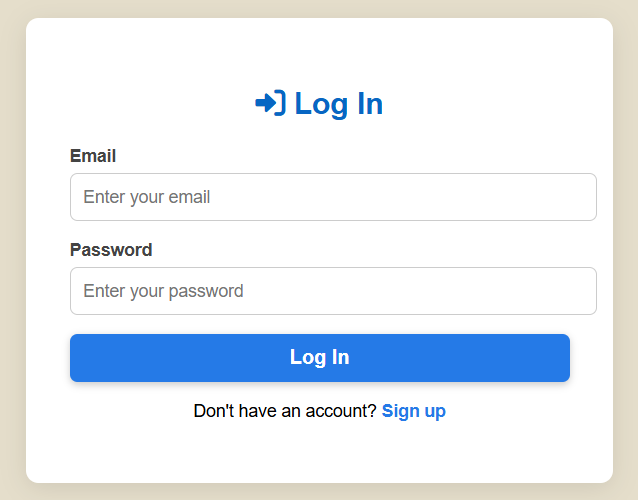 Log In
Email
Enter your email
Password
Enter your password
Log In
Don't have an account? Sign up